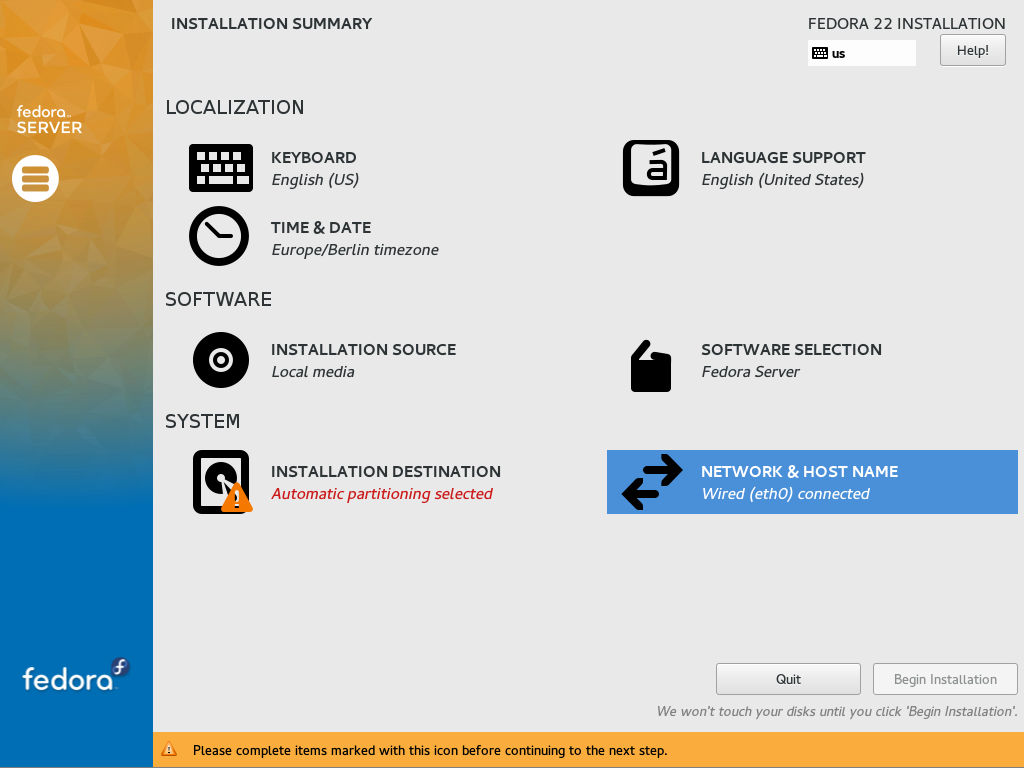 INSTALLATION SUMMARY
FEDORA 22 INSTALLATION
us
Help!
fedora
SERVER
LOCALIZATION
KEYBOARD
English (US)
á
LANGUAGE SUPPORT
English (United States)
TIME & DATE
Europe/Berlin timezone
SOFTWARE
INSTALLATION SOURCE
Local media
SOFTWARE SELECTION
Fedora Server
SYSTEM
INSTALLATION DESTINATION
Automatic partitioning selected
NETWORK & HOST NAME
Wired (eth0) connected
fedora
Quit
Begin Installation
We won't touch your disks until you click 'Begin Installation'.
Please complete items marked with this icon before continuing to the next step.